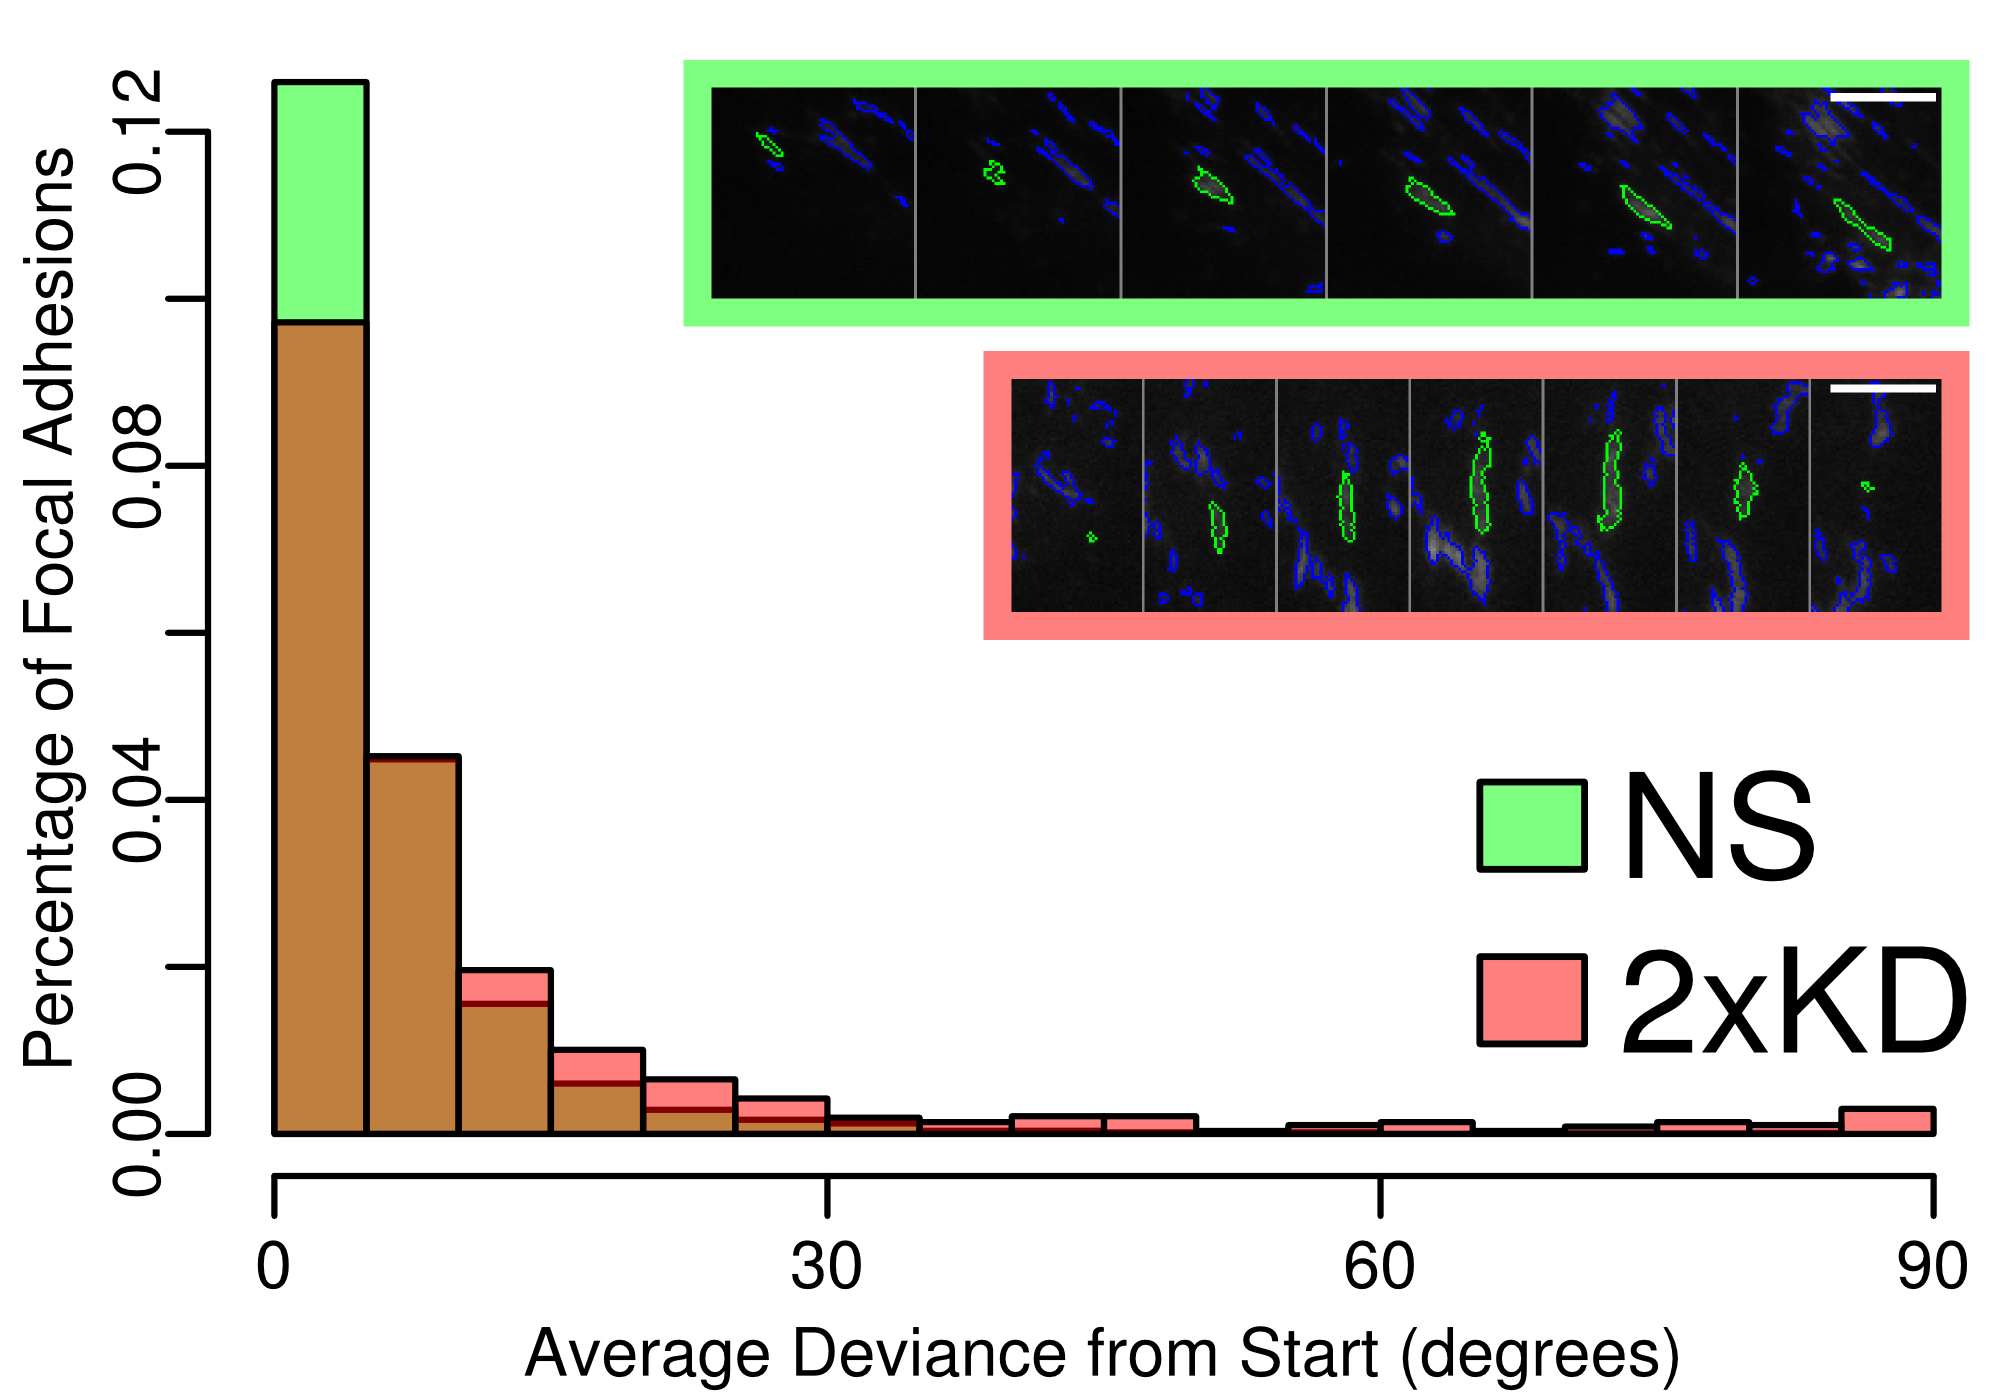 Percentage of Focal Adhesions
0.12
0.08
0.04
0.00
NS
2xKD
0 30 60 90
Average Deviance from Start (degrees)